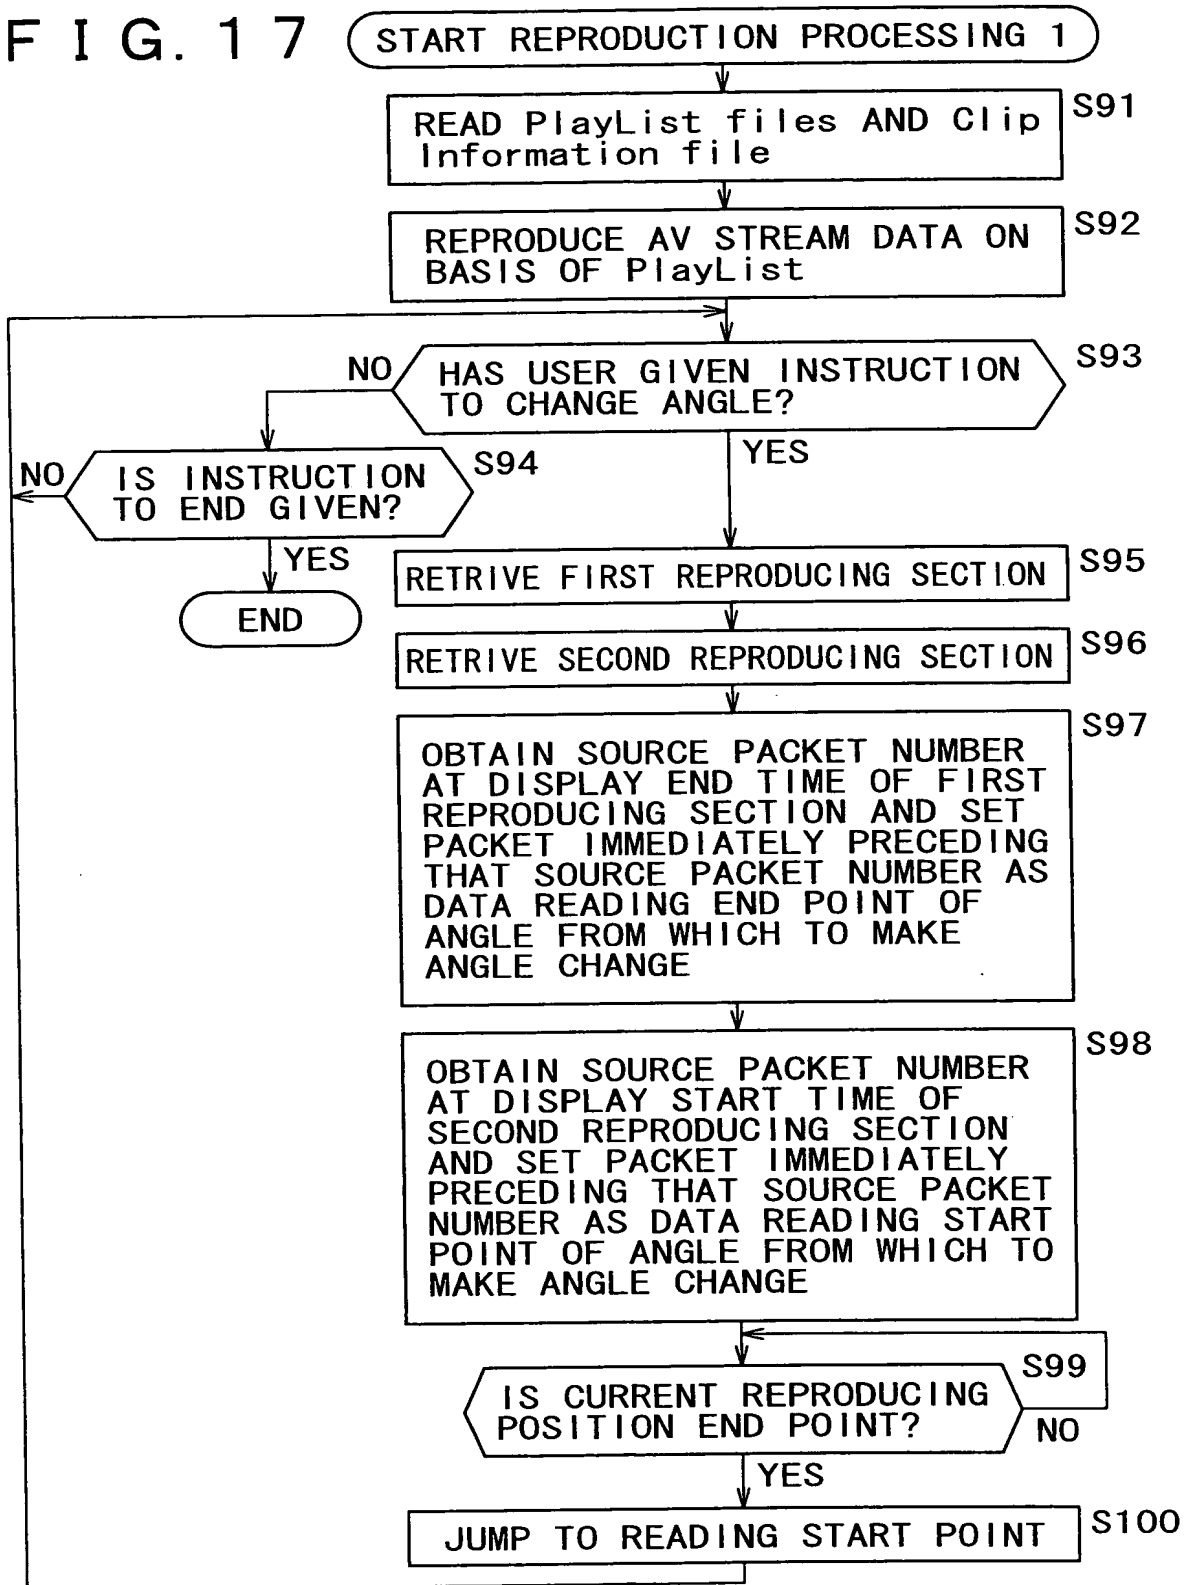 FIG. 17
START REPRODUCTION PROCESSING 1
S91
READ PlayList files AND Clip
Information file
S92
REPRODUCE AV STREAM DATA ON
BASIS OF PlayList
S93
NO
HAS USER GIVEN INSTRUCTION
TO CHANGE ANGLE?
YES
S94
NO
IS INSTRUCTION
TO END GIVEN?
YES
END
S95
RETRIVE FIRST REPRODUCING SECTION
S96
RETRIVE SECOND REPRODUCING SECTION
S97
OBTAIN SOURCE PACKET NUMBER
AT DISPLAY END TIME OF FIRST
REPRODUCING SECTION AND SET
PACKET IMMEDIATELY PRECEDING
THAT SOURCE PACKET NUMBER AS
DATA READING END POINT OF
ANGLE FROM WHICH TO MAKE
ANGLE CHANGE
S98
OBTAIN SOURCE PACKET NUMBER
AT DISPLAY START TIME OF
SECOND REPRODUCING SECTION
AND SET PACKET IMMEDIATELY
PRECEDING THAT SOURCE PACKET
NUMBER AS DATA READING START
POINT OF ANGLE FROM WHICH TO
MAKE ANGLE CHANGE
S99
IS CURRENT REPRODUCING
POSITION END POINT?
NO
YES
S100
JUMP TO READING START POINT